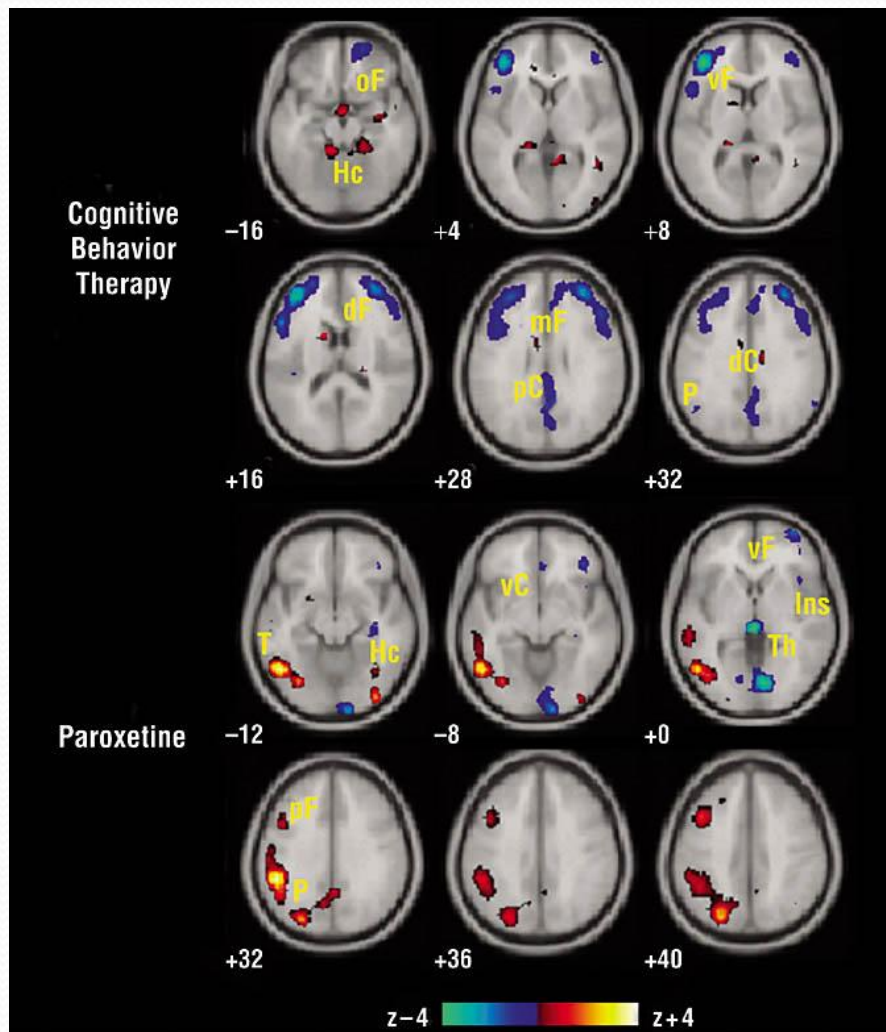 oF
Hc
vF
-16
+4
+8
Cognitive
Behavior
Therapy
dF
mF
pC
dC
P
+16
+28
+32
T
Hc
vC
vF
Ins
Th
-12
-8
+0
Paroxetine
pF
P
+32
+36
+40
z-4
z+4